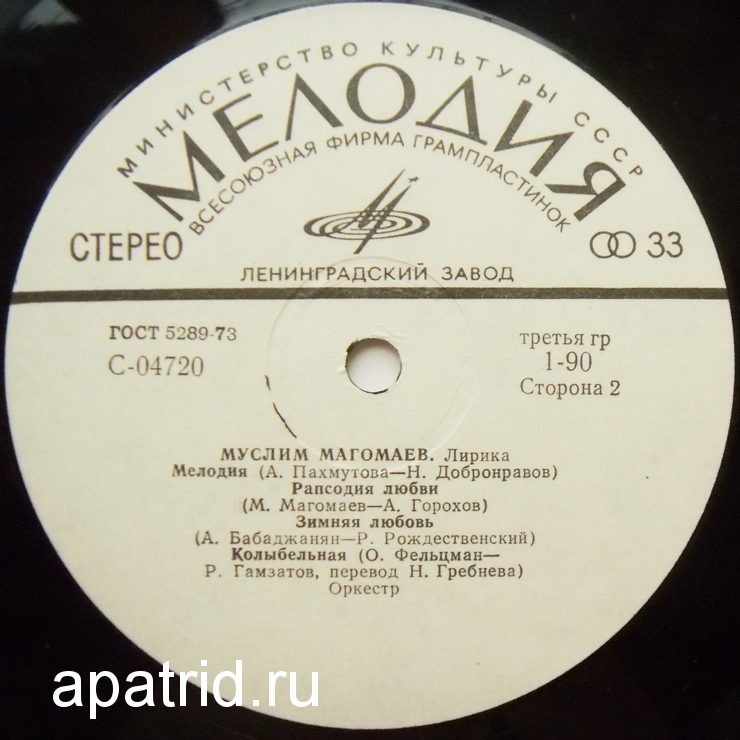 МИНИСТЕРСТВО КУЛЬТУРЫ СССР
МЕЛОДИЯ
ВСЕСОЮЗНАЯ ФИРМА ГРАМПЛАСТИНОК
СТЕРЕО
33
ЛЕНИНГРАДСКИЙ ЗАВОД
ГОСТ 5289-73
С-04720
третья гр
1-90
Сторона 2
МУСЛИМ МАГОМАЕВ. Лирика
Мелодия (А. Пахмутова—Н. Добронравов)
Рапсодия любви
(М. Магомаев—А. Горохов)
Зимняя любовь
(А. Бабаджанян—Р. Рождественский)
Колыбельная (О. Фельцман—
Р. Гамзатов, перевод Н. Гребнева)
Оркестр
apatrid.ru